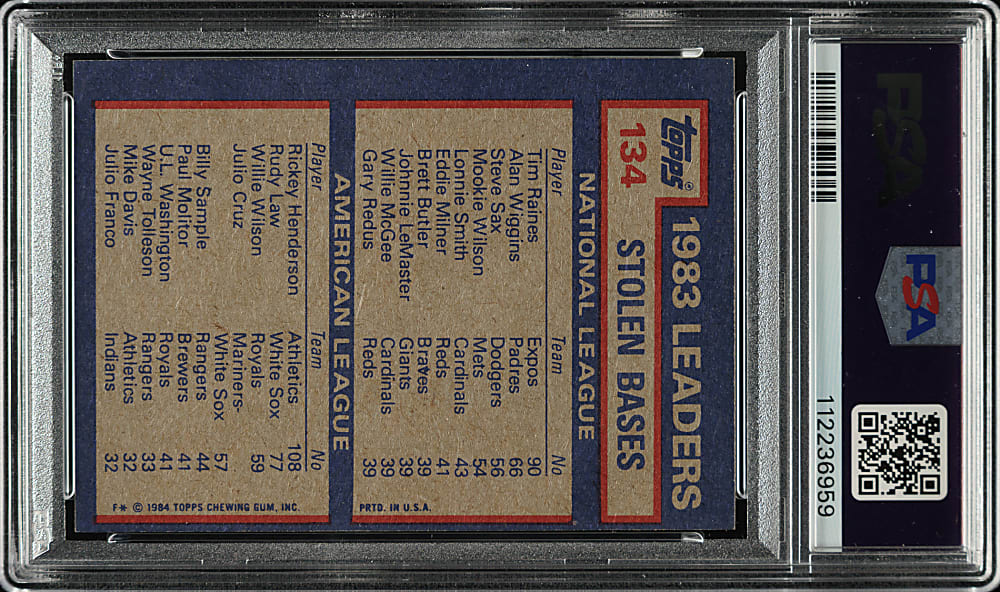 PSA
PSA
112236959
topps®
134
1983 LEADERS
STOLEN BASES
NATIONAL LEAGUE
Player Team No
Tim Raines Expos 90
Alan Wiggins Padres 66
Steve Sax Dodgers 56
Mookie Wilson Mets 54
Lonnie Smith Cardinals 43
Eddie Milner Reds 41
Brett Butler Braves 39
Johnnie LeMaster Giants 39
Willie McGee Cardinals 39
Gary Redus Reds 39
PRTD. IN U.S.A.
AMERICAN LEAGUE
Player Team No
Rickey Henderson Athletics 108
Rudy Law White Sox 77
Willie Wilson Royals 59
Julio Cruz Mariners-
White Sox 57
Billy Sample Rangers 44
Paul Molitor Brewers 41
U.L. Washington Royals 41
Wayne Tolleson Rangers 33
Mike Davis Athletics 32
Julio Franco Indians 32
F* © 1984 TOPPS CHEWING GUM, INC.